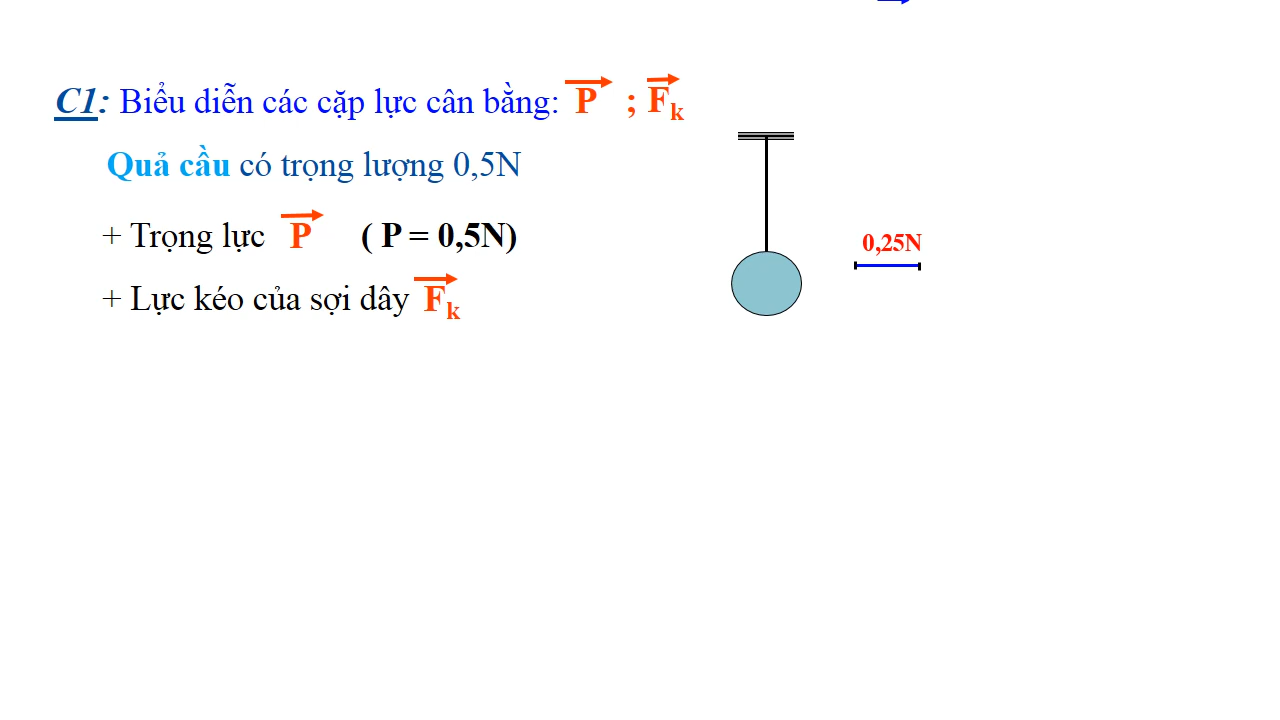 C1: Biểu diễn các cặp lực cân bằng: P ; Fk
Quả cầu có trọng lượng 0,5N
+ Trọng lực P ( P = 0,5N)
0,25N
+ Lực kéo của sợi dây Fk